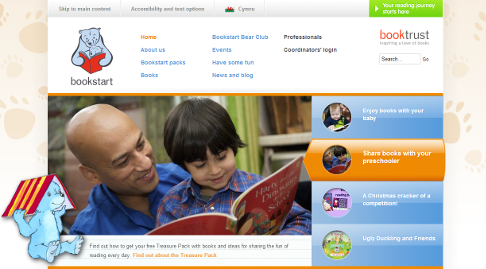 Skip to main content
Accessibility and text options
Cymru
Your reading journey
starts here
bookstart
Home
About us
Bookstart packs
Books
Bookstart Bear Club
Events
Have some fun
News and blog
Professionals
Coordinators' login
booktrust
inspiring a love of books
Search...
Go
Enjoy books with your
baby
Share books with your
preschooler
A Christmas cracker of a
competition!
Ugly Duckling and Friends
Find out how to get your free Treasure Pack with books and ideas for sharing the fun of
reading every day. Find out about the Treasure Pack